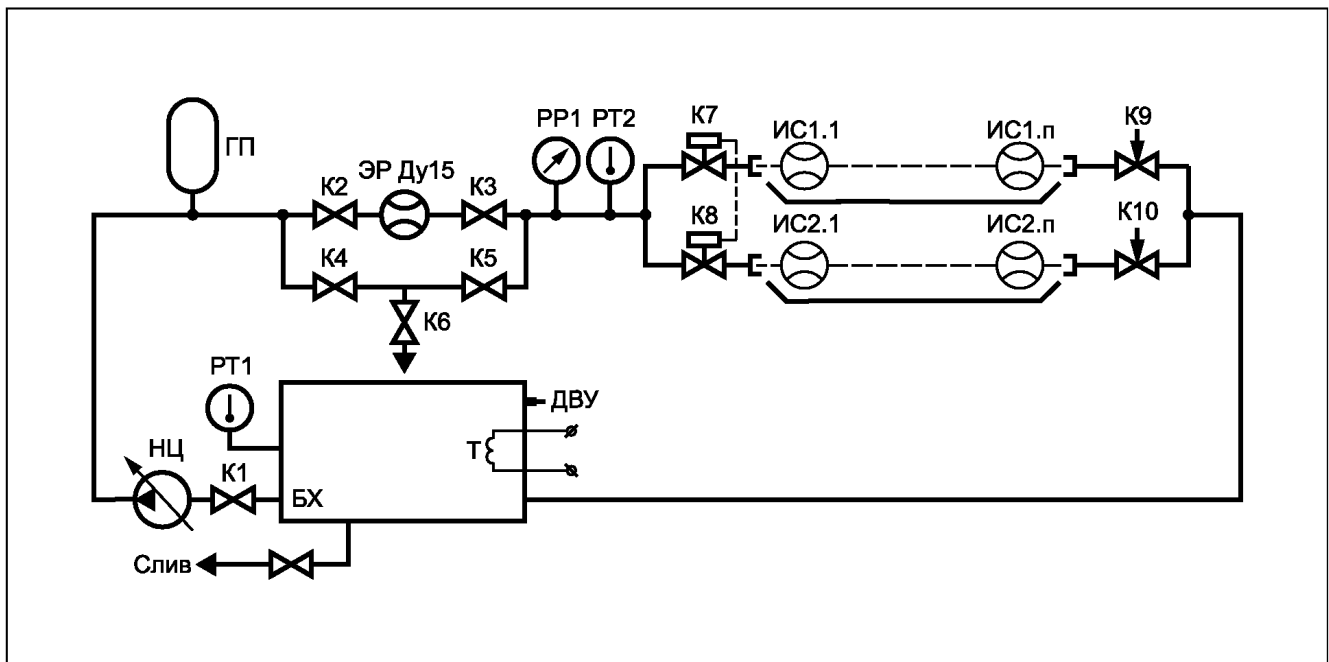 ГП
К2
ЭР Ду15
К3
РР1
РТ2
К7
ИС1.1
ИС1.п
К9
К4
К5
К8
ИС2.1
ИС2.п
К10
К6
РТ1
ДВУ
Т
НЦ
К1
БХ
Слив